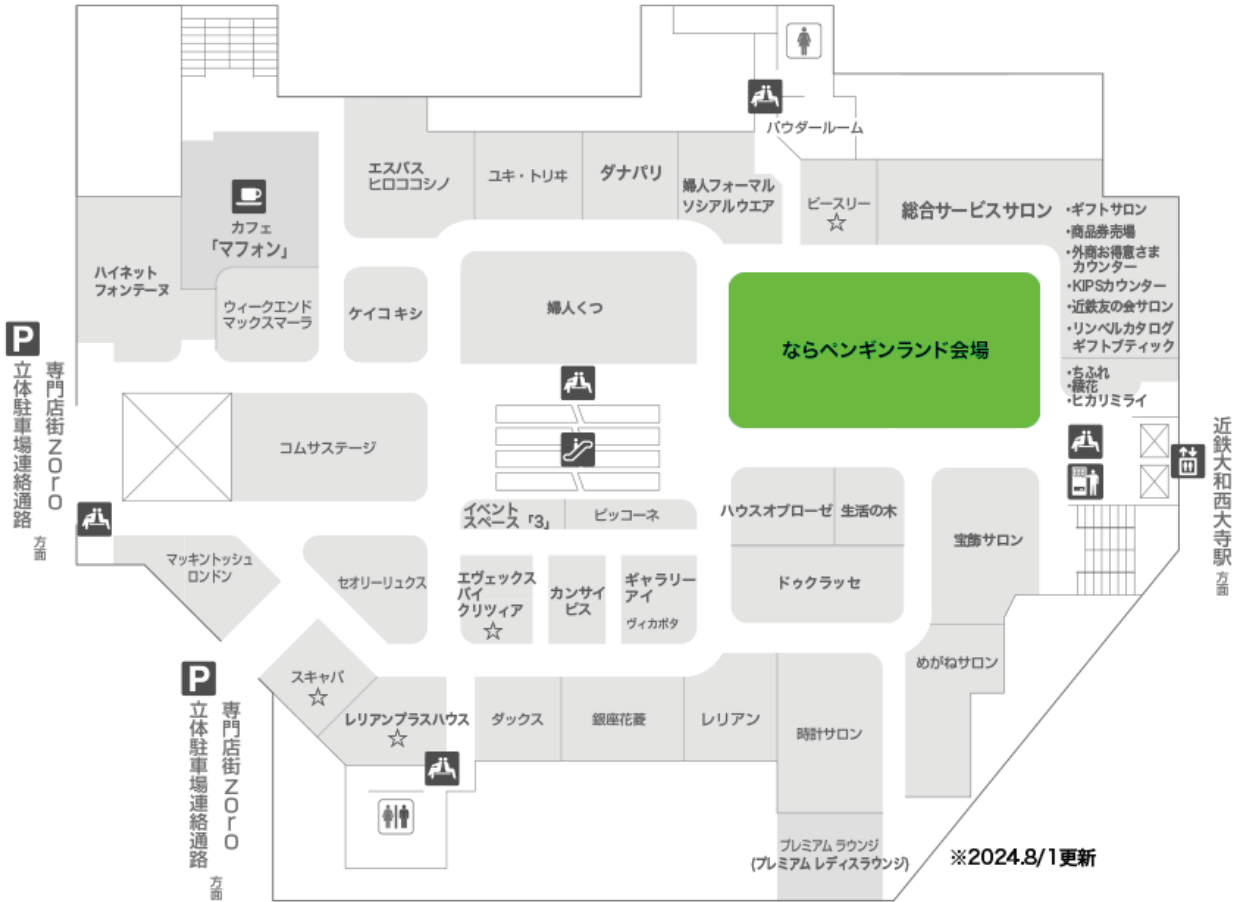 パウダールーム
エスパス
ヒロココシノ
ユキ・トリヰ
ダナパリ
婦人フォーマル
ソシアルウエア
ビースリー
☆
総合サービスサロン
・ギフトサロン
・商品券売場
・外商お得意さま
カウンター
・KIPSカウンター
・近鉄友の会サロン
・リンベルカタログ
ギフトブティック
・ちふれ
・綾花
・ヒカリミライ
カフェ
「マフォン」
ハイネット
フォンテーヌ
ウィークエンド
マックスマーラ
ケイコ キシ
婦人くつ
ならペンギンランド会場
P
専門店街Zoro
立体駐車場連絡通路
方面
コムサステージ
近鉄大和西大寺駅
方面
イベント
スペース「3」
ピッコーネ
ハウスオブローゼ
生活の木
宝飾サロン
マッキントッシュ
ロンドン
セオリーリュクス
エヴェックス
バイ
クリツィア
☆
カンサイ
ビス
ギャラリー
アイ
ヴィカポタ
ドゥクラッセ
めがねサロン
スキャパ
☆
レリアンプラスハウス
☆
ダックス
銀座花菱
レリアン
時計サロン
P
専門店街Zoro
立体駐車場連絡通路
方面
プレミアム ラウンジ
(プレミアム レディスラウンジ)
※2024.8/1更新